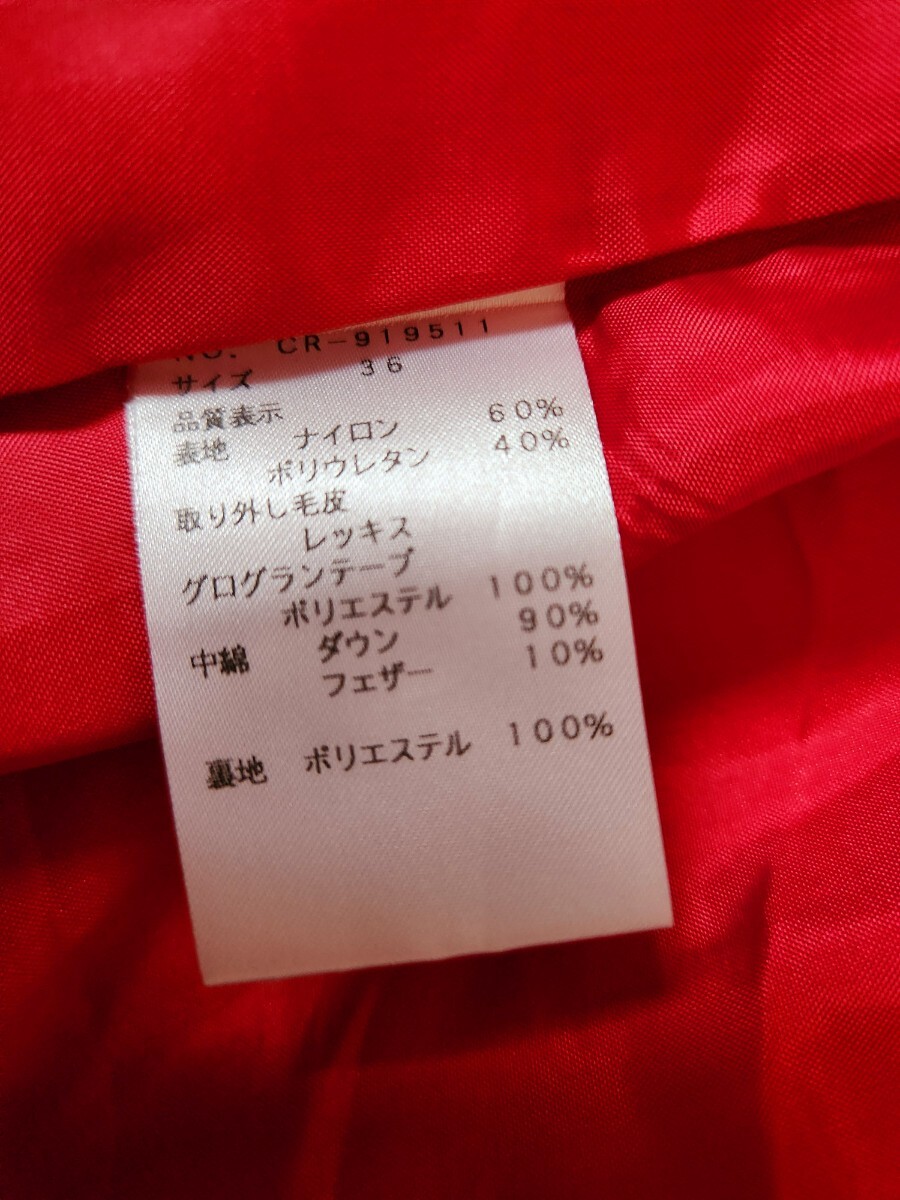 NO. CR-919511
サイズ 36
品質表示
表地 ナイロン 60%
ポリウレタン 40%
取り外し毛皮
レッキス
グログランテープ
ポリエステル 100%
中綿 ダウン 90%
フェザー 10%
裏地 ポリエステル 100%